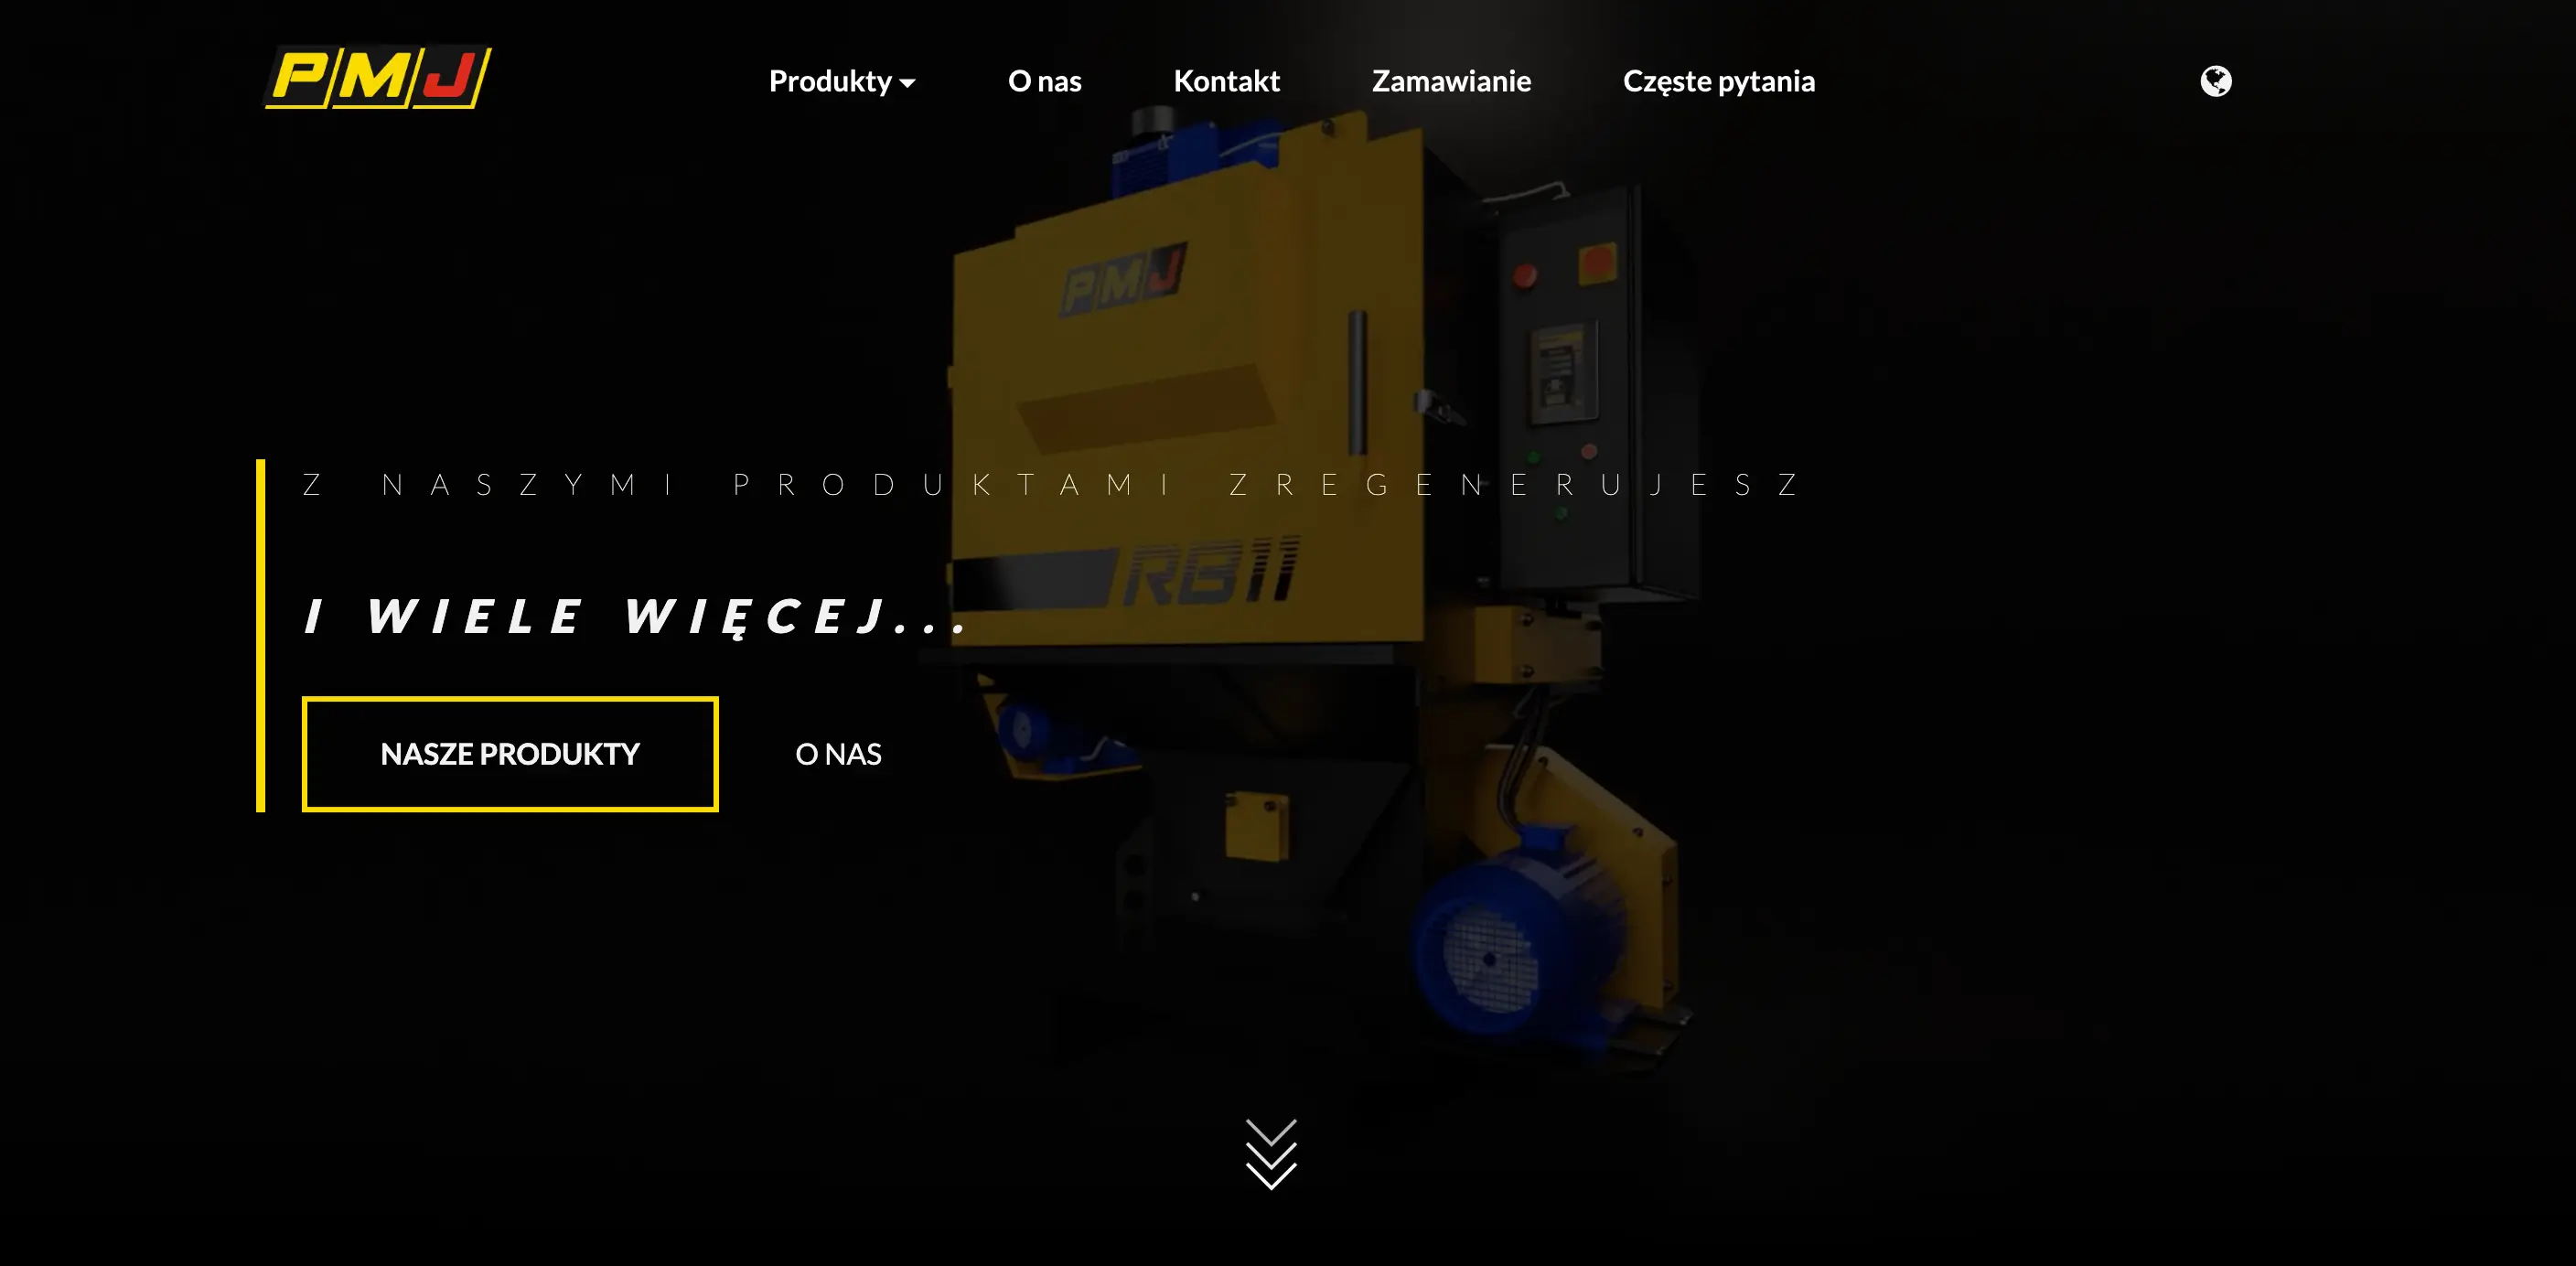 PMJ
Produkty
O nas
Kontakt
Zamawianie
Częste pytania
PMJ
Z NASZYMI PRODUKTAMI ZREGENERUJESZ
RB11
I WIELE WIĘCEJ...
NASZE PRODUKTY
O NAS